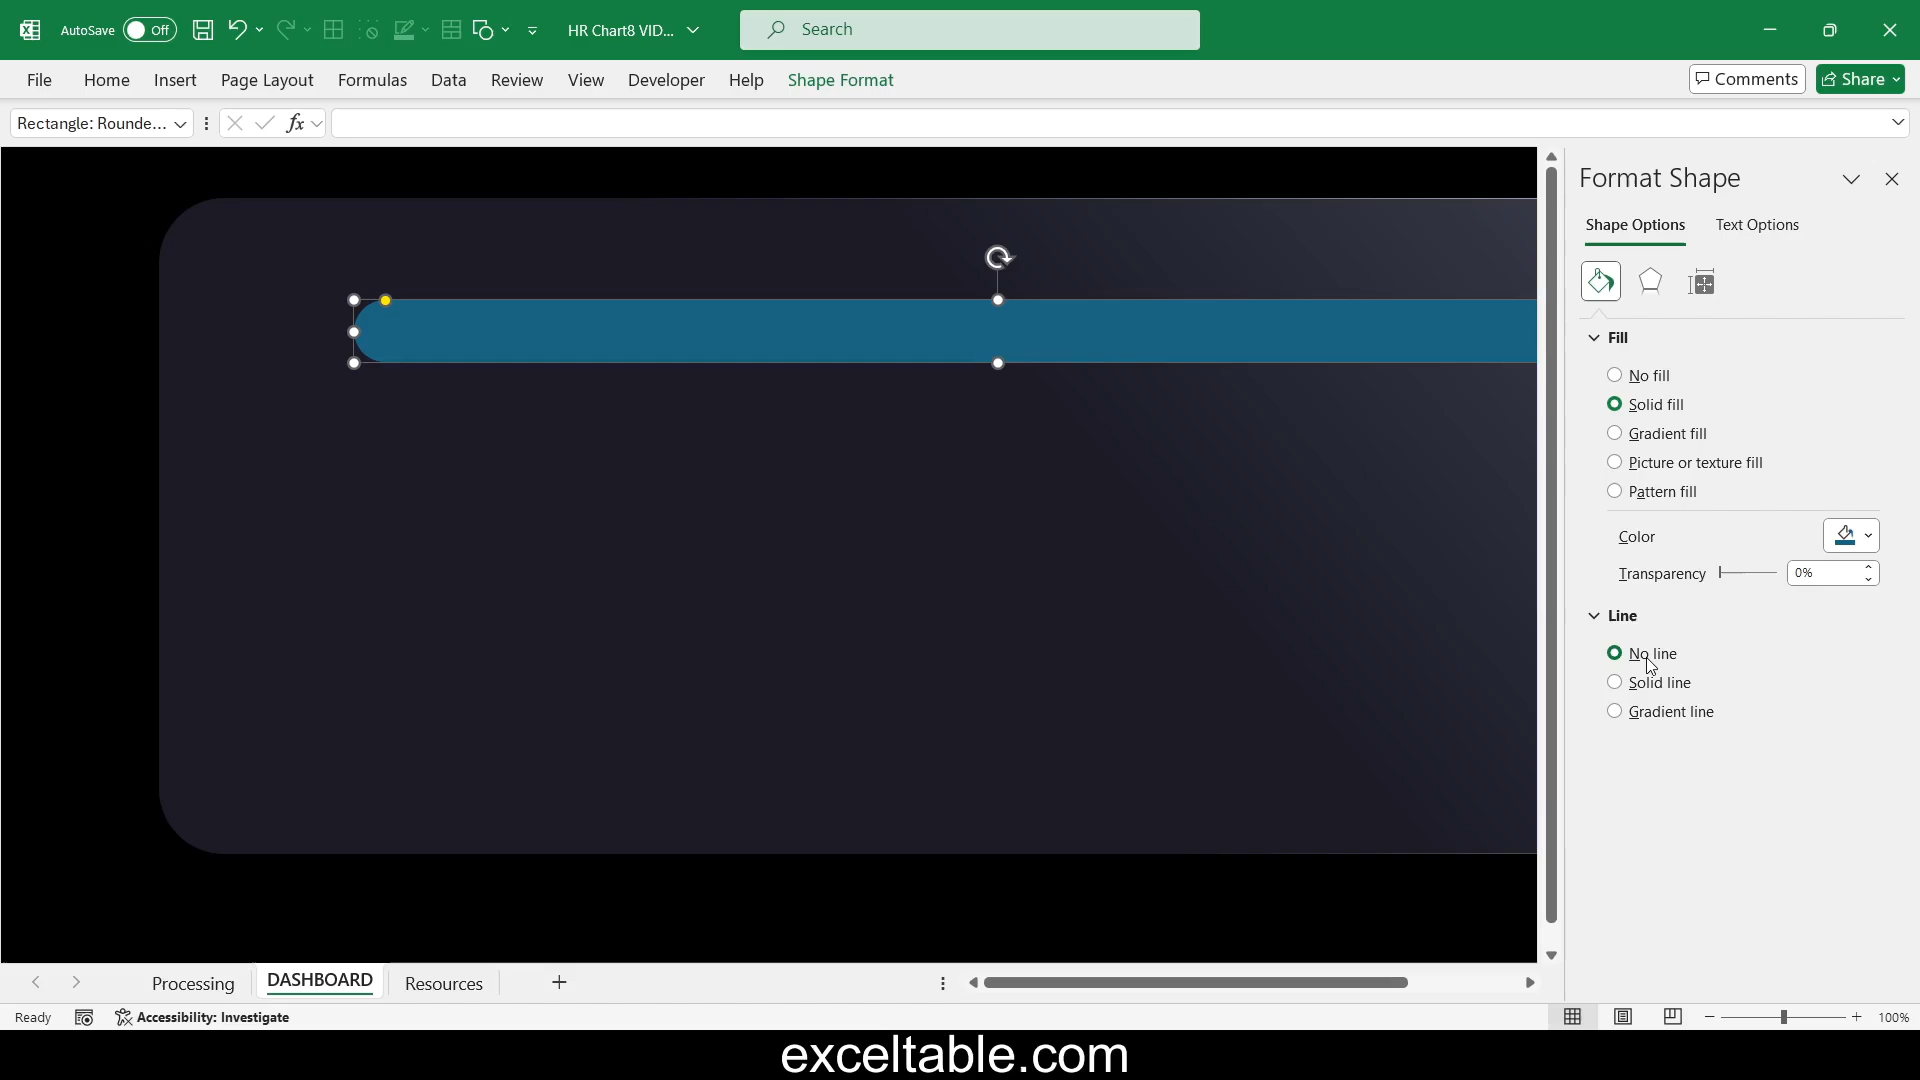 AutoSave Off HR Chart8 VID... Search
File Home Insert Page Layout Formulas Data Review View Developer Help Shape Format Comments Share
Rectangle: Rounde... fx
Format Shape
Shape Options Text Options
Fill
No fill
Solid fill
Gradient fill
Picture or texture fill
Pattern fill
Color
Transparency 0%
Line
No line
Solid line
Gradient line
Processing DASHBOARD Resources
Ready Accessibility: Investigate 100%
exceltable.com